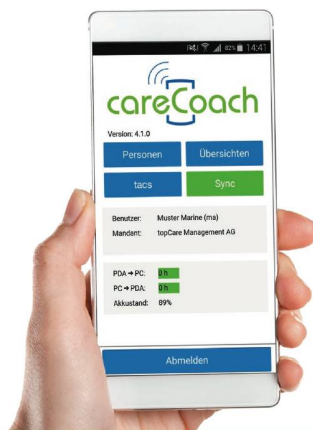 82% 14:41
careCoach
Version: 4.1.0
Personen Übersichten
tacs Sync
Benutzer: Muster Marine (ma)
Mandant: topCare Management AG
PDA → PC: 0 h
PC → PDA: 0 h
Akkustand: 89%
Abmelden